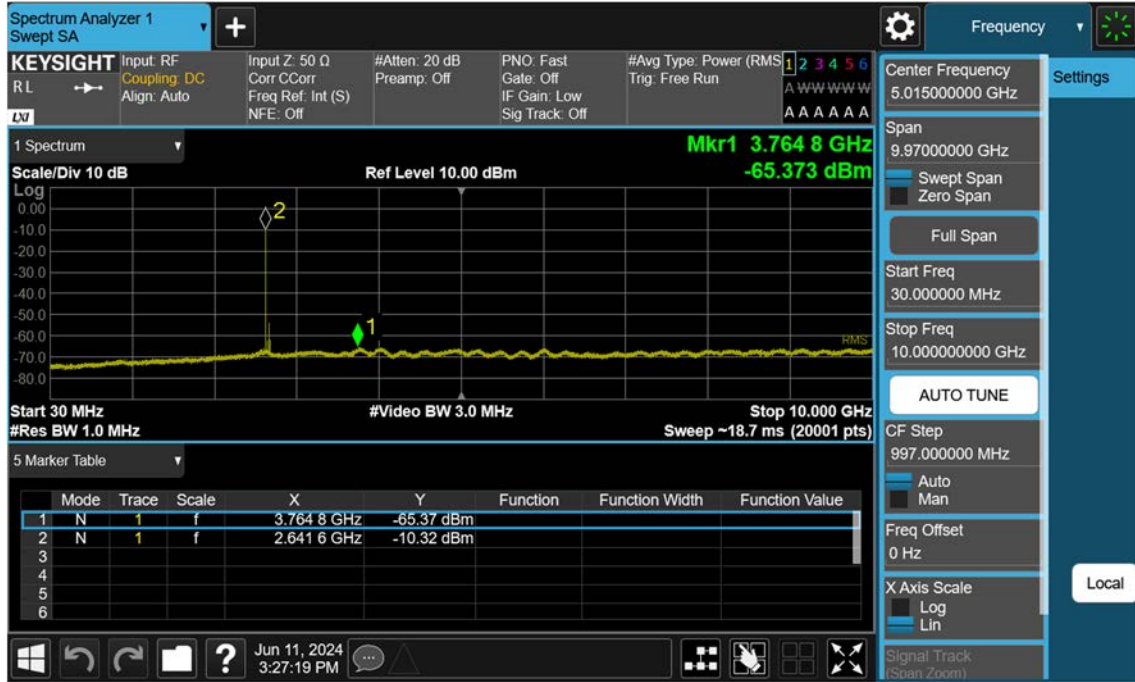 Spectrum Analyzer 1
Swept SA
Frequency
KEYSIGHT
RL
LXI
Input: RF
Coupling: DC
Align: Auto
Input Z: 50 Ω
Corr CCorr
Freq Ref: Int (S)
NFE: Off
#Atten: 20 dB
Preamp: Off
PNO: Fast
Gate: Off
IF Gain: Low
Sig Track: Off
#Avg Type: Power (RMS
Trig: Free Run
1 2 3 4 5 6
A W W W W W
A A A A A A
1 Spectrum
Mkr1 3.764 8 GHz
Scale/Div 10 dB
Ref Level 10.00 dBm
-65.373 dBm
Log
0.00
-10.0
-20.0
-30.0
-40.0
-50.0
-60.0
-70.0
-80.0
2
1
RMS
Start 30 MHz
#Video BW 3.0 MHz
Stop 10.000 GHz
#Res BW 1.0 MHz
Sweep ~18.7 ms (20001 pts)
5 Marker Table
Mode Trace Scale X Y Function Function Width Function Value
1 N 1 f 3.764 8 GHz -65.37 dBm
2 N 1 f 2.641 6 GHz -10.32 dBm
3
4
5
6
?
Jun 11, 2024
3:27:19 PM
Center Frequency
5.015000000 GHz
Settings
Span
9.97000000 GHz
Swept Span
Zero Span
Full Span
Start Freq
30.000000 MHz
Stop Freq
10.000000000 GHz
AUTO TUNE
CF Step
997.000000 MHz
Auto
Man
Freq Offset
0 Hz
X Axis Scale
Log
Lin
Local
Signal Track
(Span Zoom)